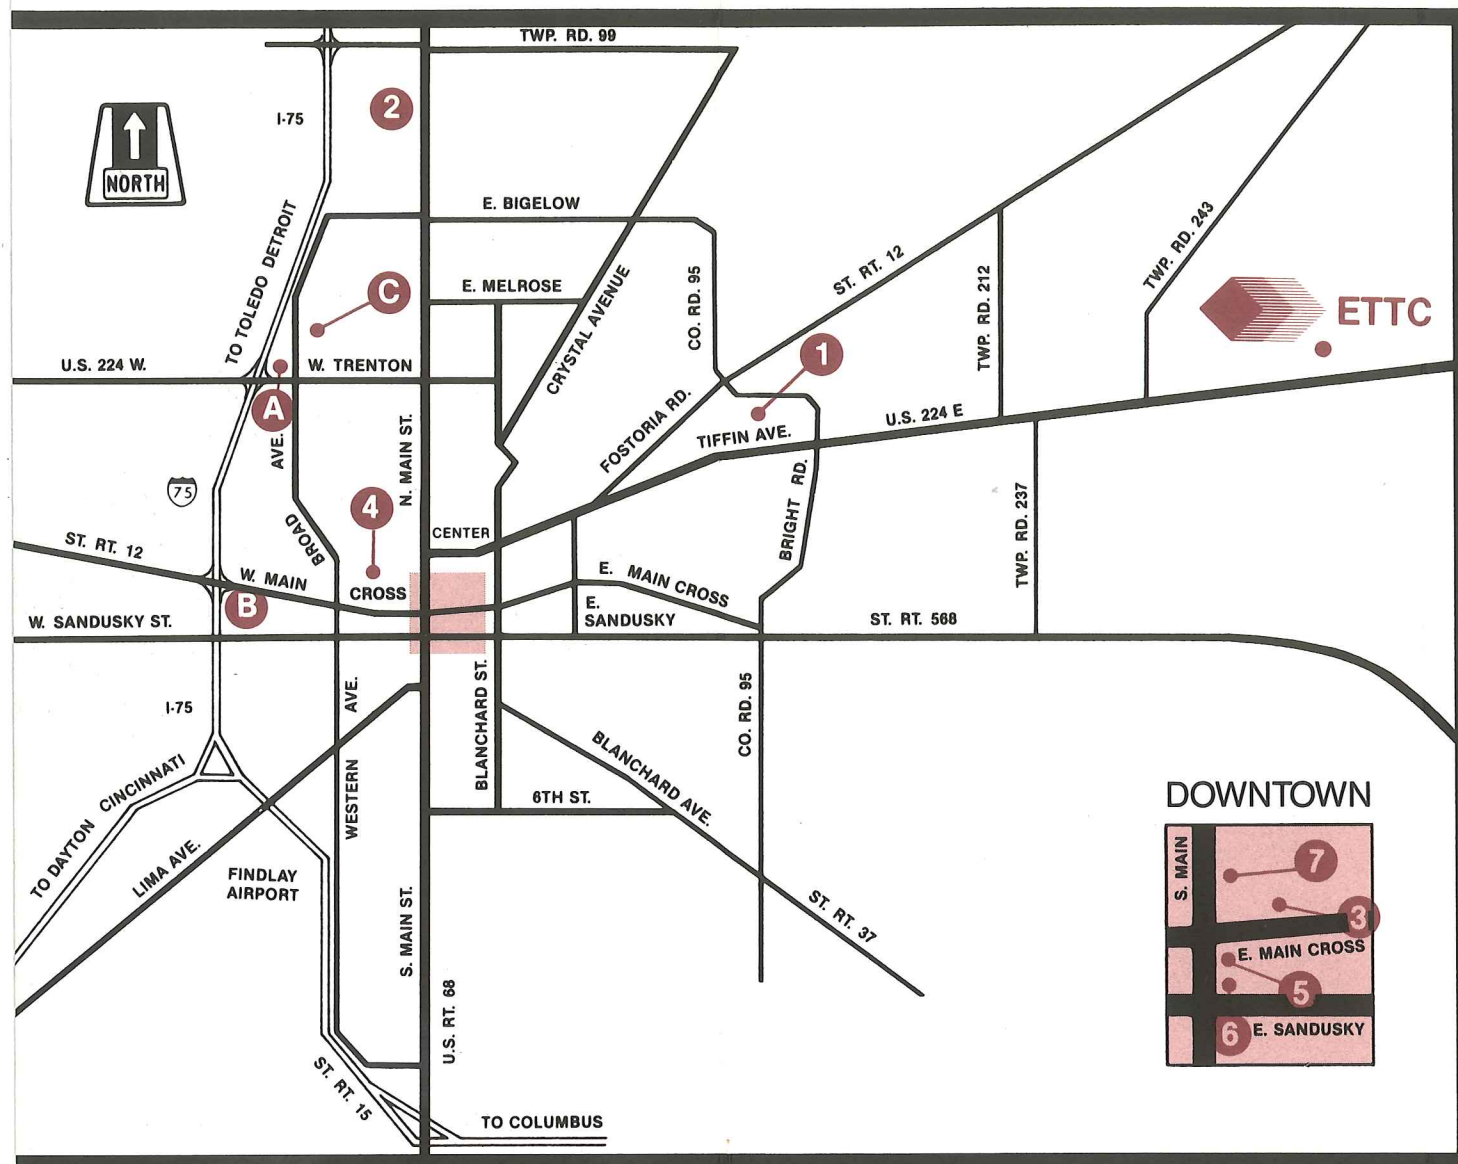 TWP. RD. 99
2
I-75
NORTH
E. BIGELOW
TWP. RD. 243
TO TOLEDO DETROIT
ST. RT. 12
C
E. MELROSE
CO. RD. 95
TWP. RD. 212
CRYSTAL AVENUE
ETTC
1
U.S. 224 W.
W. TRENTON
A
AVE.
N. MAIN ST.
FOSTORIA RD.
TIFFIN AVE.
U.S. 224 E
75
4
BROAD
CENTER
BRIGHT RD.
TWP. RD. 237
ST. RT. 12
W. MAIN
CROSS
E. MAIN CROSS
B
W. SANDUSKY ST.
E.
SANDUSKY
ST. RT. 568
I-75
AVE.
WESTERN
BLANCHARD ST.
CO. RD. 95
BLANCHARD AVE.
TO DAYTON CINCINNATI
6TH ST.
LIMA AVE.
FINDLAY
AIRPORT
ST. RT. 37
S. MAIN ST.
U.S. RT. 68
ST. RT. 15
TO COLUMBUS
DOWNTOWN
S. MAIN
7
3
E. MAIN CROSS
5
6
E. SANDUSKY